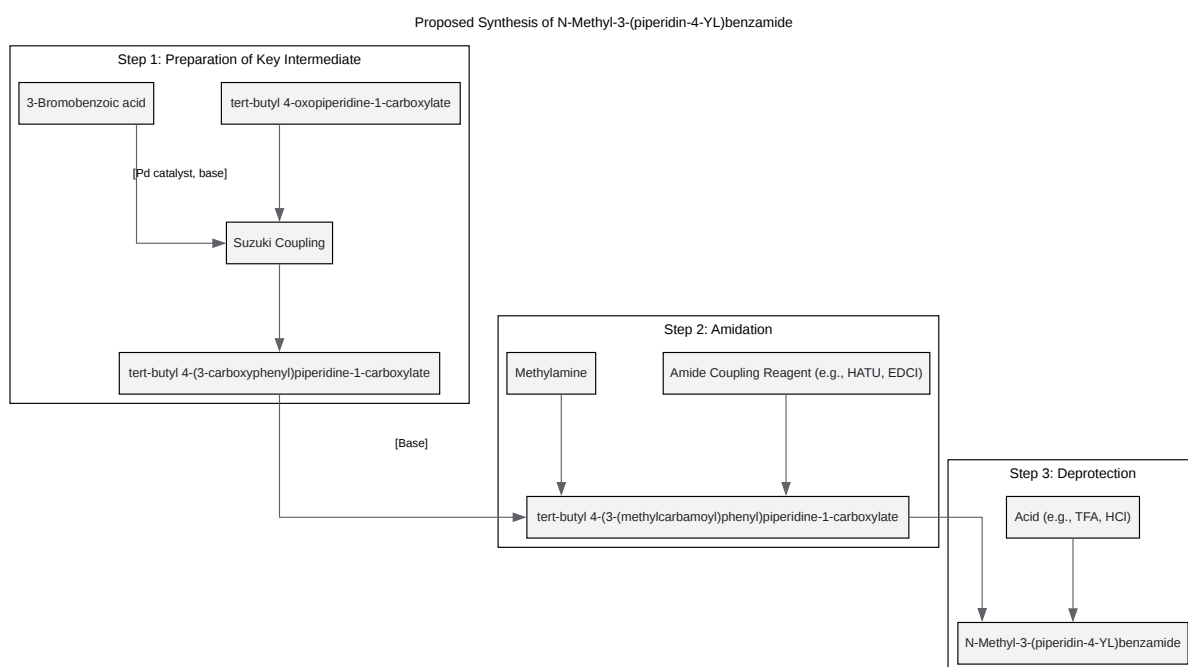 Proposed Synthesis of N-Methyl-3-(piperidin-4-YL)benzamide
Step 1: Preparation of Key Intermediate
3-Bromobenzoic acid
tert-butyl 4-oxopiperidine-1-carboxylate
[Pd catalyst, base]
Suzuki Coupling
tert-butyl 4-(3-carboxyphenyl)piperidine-1-carboxylate
[Base]
Step 2: Amidation
Methylamine
Amide Coupling Reagent (e.g., HATU, EDCI)
tert-butyl 4-(3-(methylcarbamoyl)phenyl)piperidine-1-carboxylate
Step 3: Deprotection
Acid (e.g., TFA, HCl)
N-Methyl-3-(piperidin-4-YL)benzamide